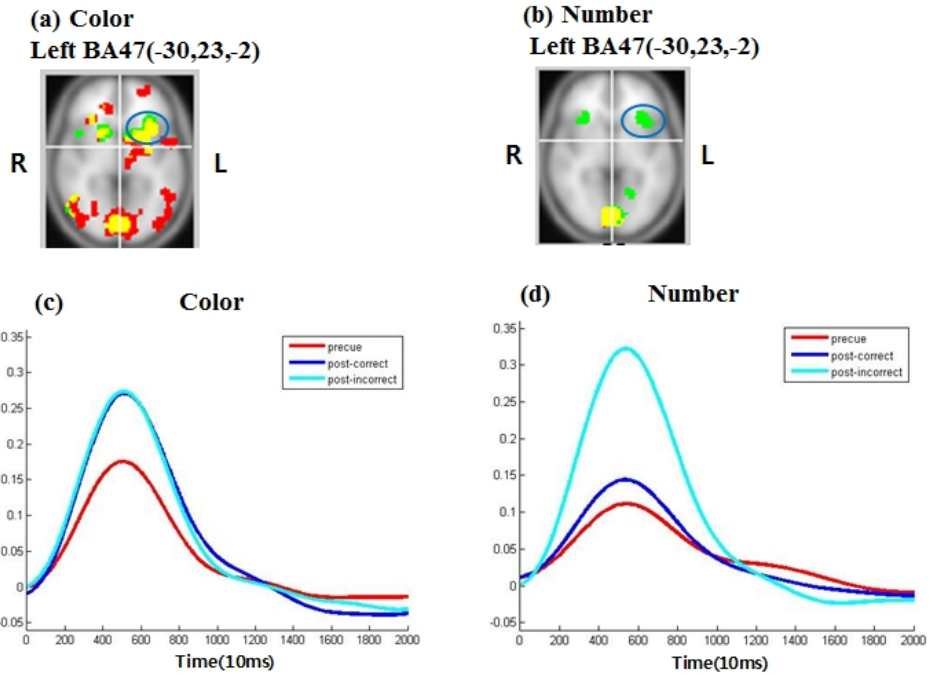 (a) Color
Left BA47(-30,23,-2)
R
L
(b) Number
Left BA47(-30,23,-2)
R
L
(c)
Color
0.35
0.3
0.25
0.2
0.15
0.1
0.05
0
-0.05
precue
post-correct
post-incorrect
0 200 400 600 800 1000 1200 1400 1600 1800 2000
Time(10ms)
(d)
Number
0.35
0.3
0.25
0.2
0.15
0.1
0.05
0
-0.05
precue
post-correct
post-incorrect
0 200 400 600 800 1000 1200 1400 1600 1800 2000
Time(10ms)